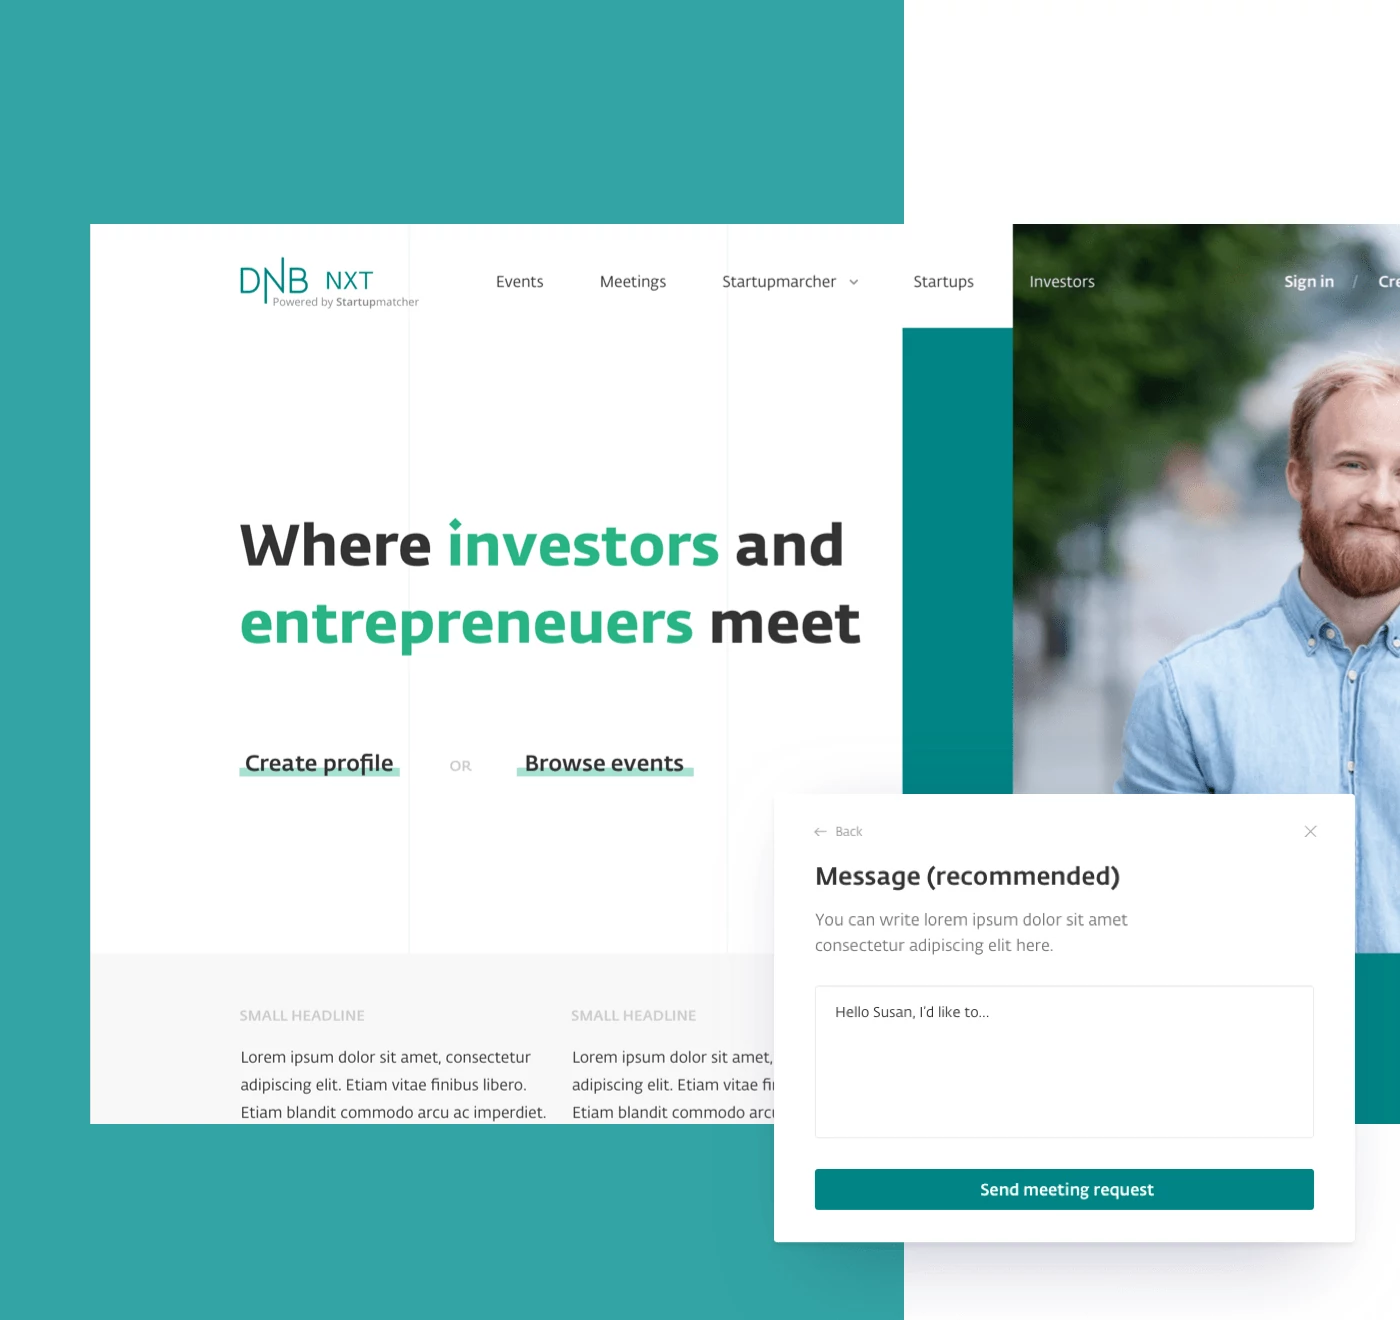 DNB NXT
Powered by Startupmatcher
Events
Meetings
Startupmarcher
Startups
Investors
Sign in / Cre
Where investors and
entrepreneuers meet
Create profile
OR
Browse events
SMALL HEADLINE
Lorem ipsum dolor sit amet, consectetur
adipiscing elit. Etiam vitae finibus libero.
Etiam blandit commodo arcu ac imperdiet.
SMALL HEADLINE
Lorem ipsum dolor sit amet,
adipiscing elit. Etiam vitae fi
Etiam blandit commodo arcu
← Back
Message (recommended)
You can write lorem ipsum dolor sit amet
consectetur adipiscing elit here.
Hello Susan, I'd like to...
Send meeting request